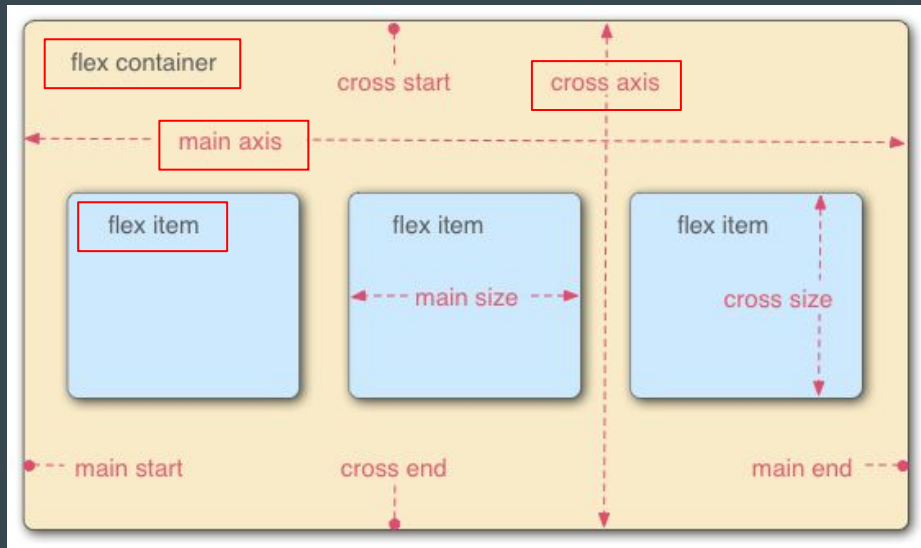 flex container
cross start
cross axis
main axis
flex item
flex item
flex item
main size
cross size
main start
cross end
main end